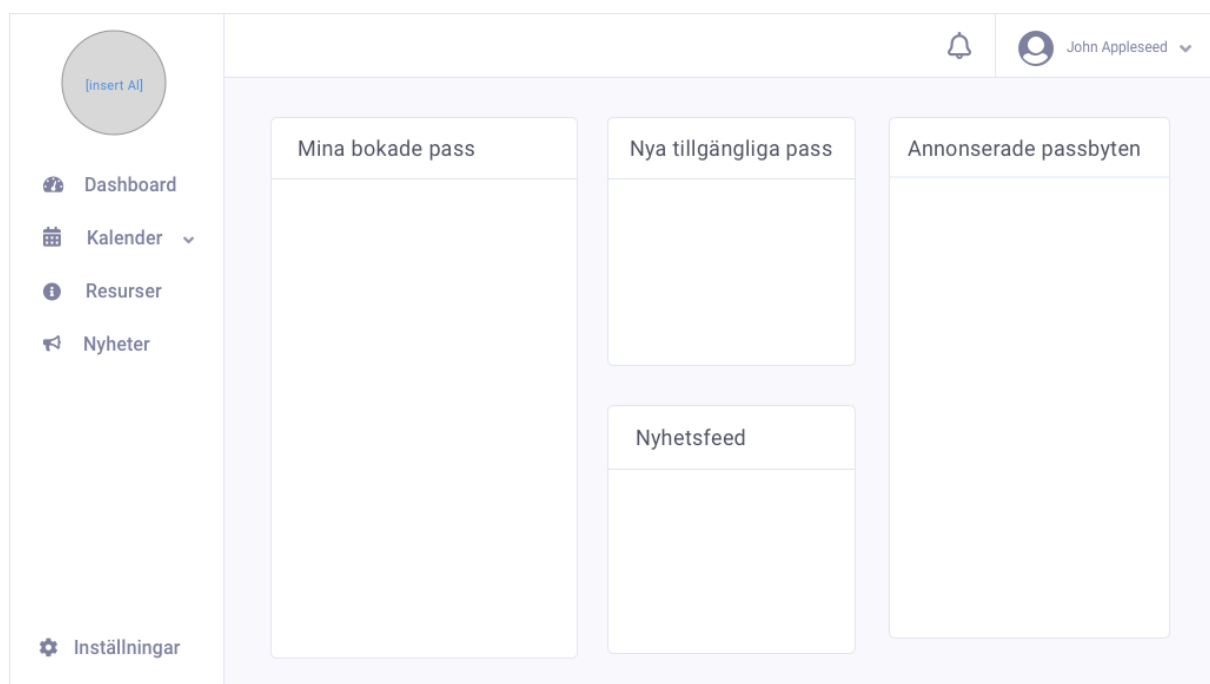 [insert AI]
John Appleseed
Dashboard
Kalender
Resurser
Nyheter
Inställningar
Mina bokade pass
Nya tillgängliga pass
Annonserade passbyten
Nyhetsfeed